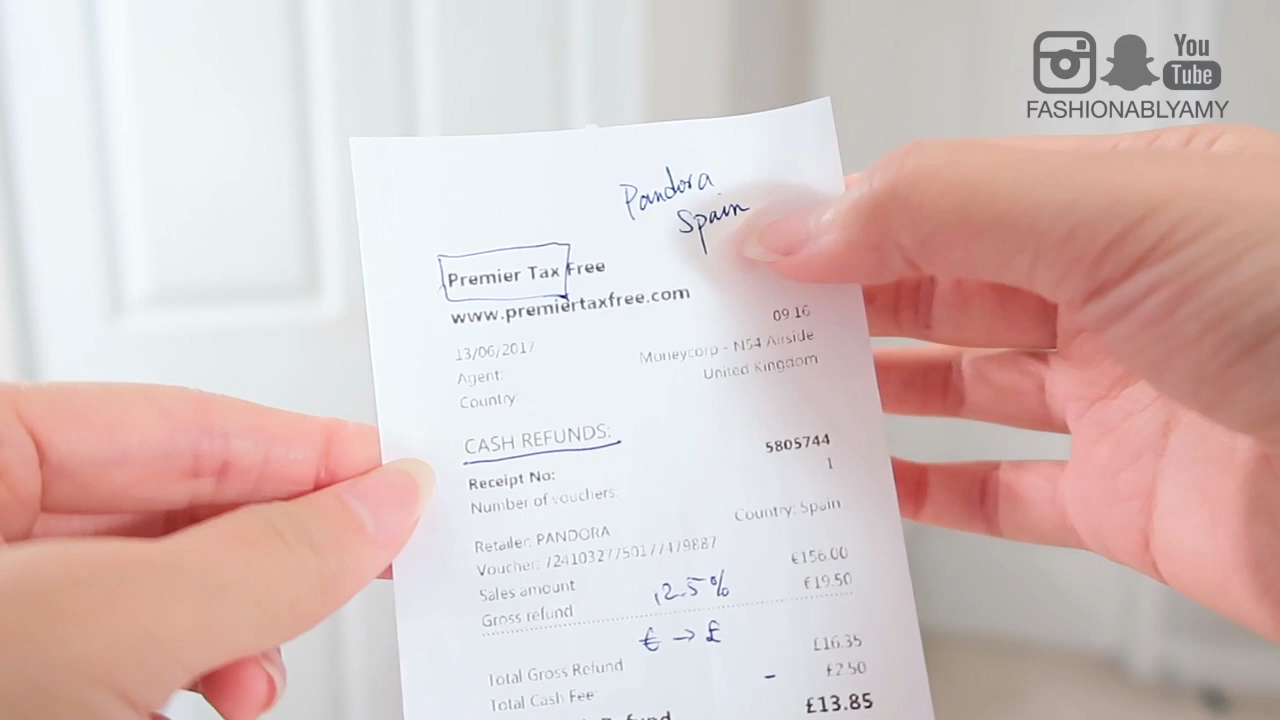 You
Tube
FASHIONABLYAMY
Pandora
Spain
Premier Tax Free
www.premiertaxfree.com
13/06/2017 09:16
Agent: Moneycorp - NS4 Airside
Country: United Kingdom
CASH REFUNDS:
Receipt No: 5805744
Number of vouchers: 1
Retailer: PANDORA Country: Spain
Voucher: 72410327750177479887
Sales amount €156.00
Gross refund 12.5% €19.50
€ → £
Total Gross Refund £16.35
Total Cash Fee: - £2.50
£13.85